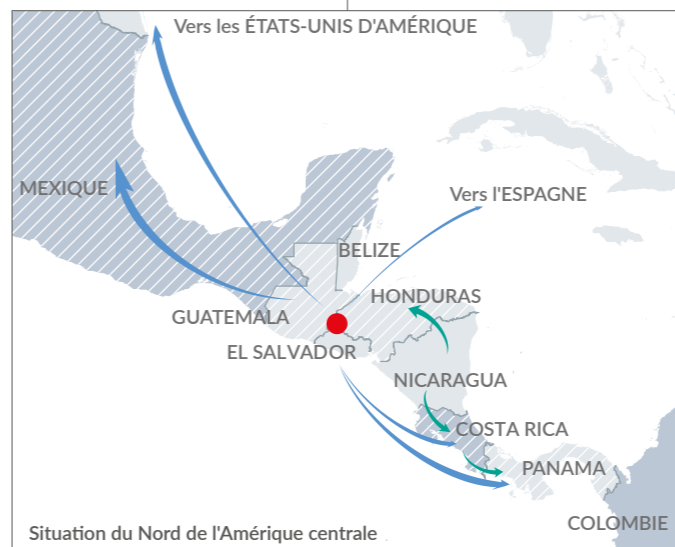 Vers les ÉTATS-UNIS D'AMÉRIQUE
MEXIQUE
Vers l'ESPAGNE
BELIZE
HONDURAS
GUATEMALA
EL SALVADOR
NICARAGUA
COSTA RICA
PANAMA
COLOMBIE
Situation du Nord de l'Amérique centrale